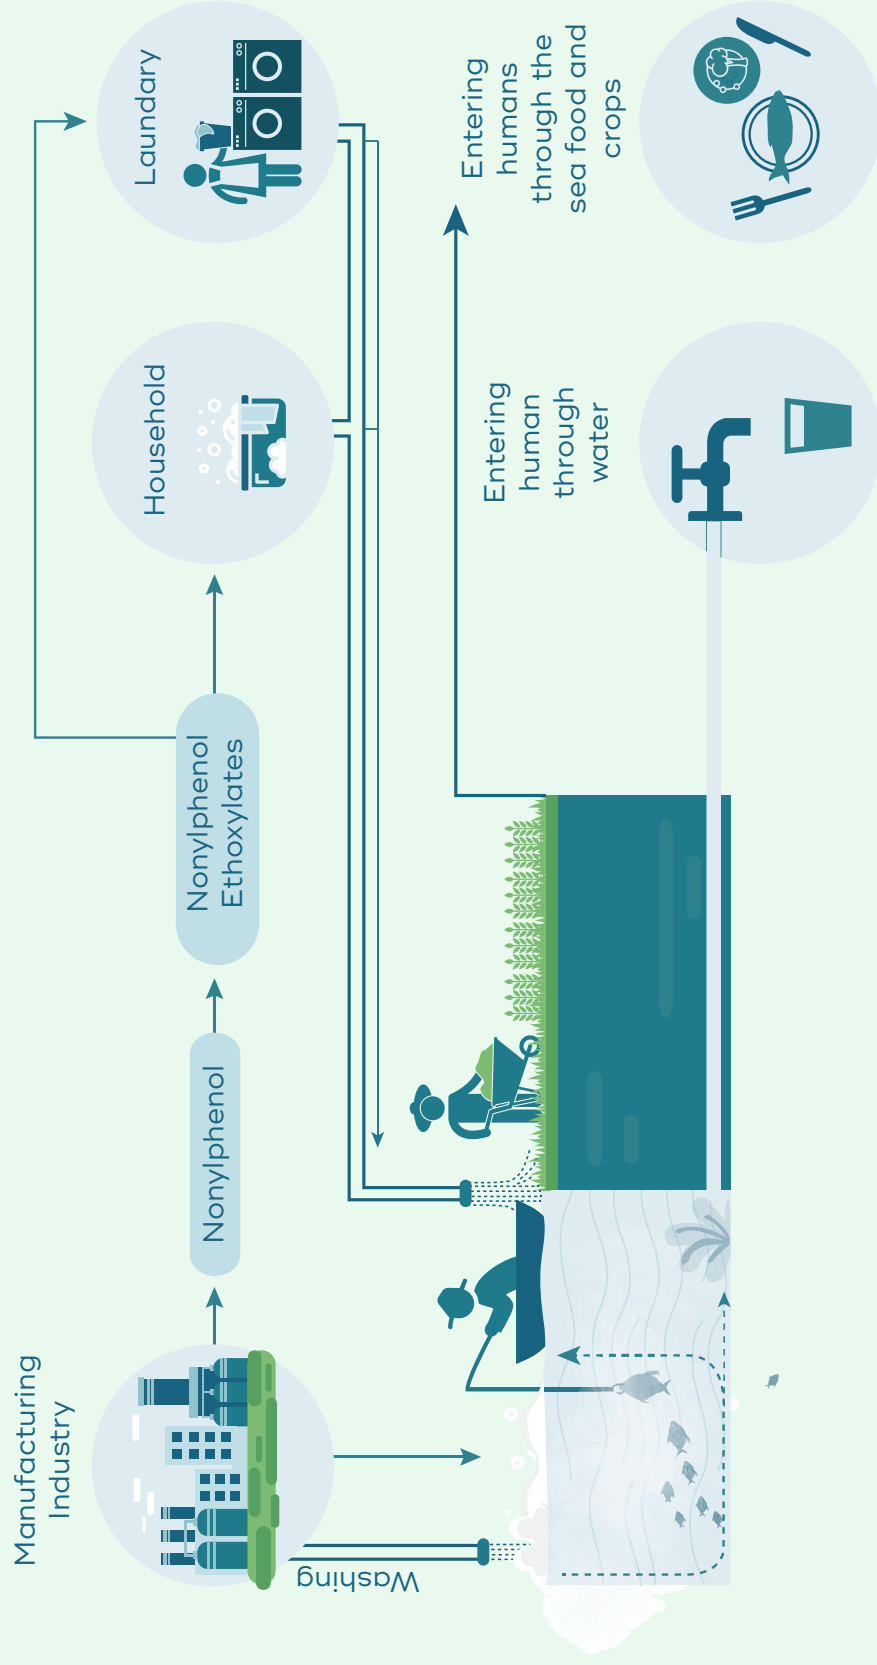 Manufacturing
Industry
Nonylphenol
Nonylphenol
Ethoxylates
Household
Laundary
Washing
Entering
human
through
water
Entering
humans
through the
sea food and
crops